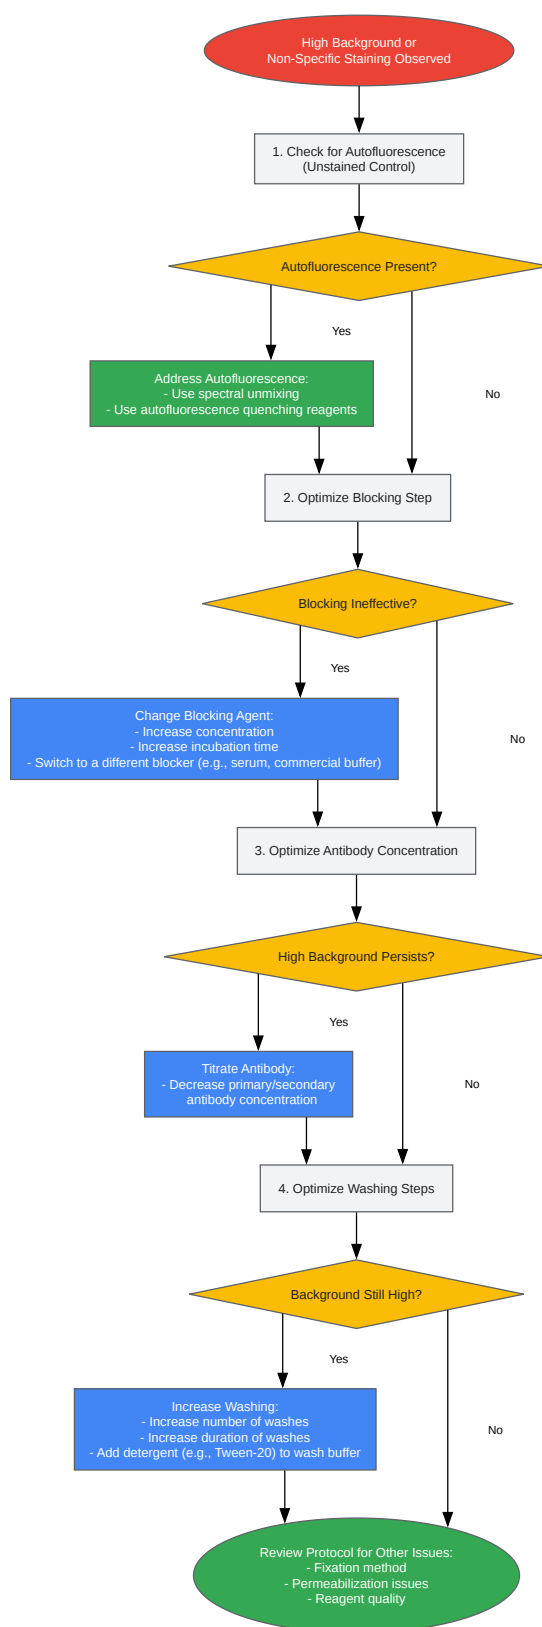 High Background or
Non-Specific Staining Observed
1. Check for Autofluorescence
(Unstained Control)
Autofluorescence Present?
Yes
Address Autofluorescence:
- Use spectral unmixing
- Use autofluorescence quenching reagents
No
2. Optimize Blocking Step
Blocking Ineffective?
Yes
Change Blocking Agent:
- Increase concentration
- Increase incubation time
- Switch to a different blocker (e.g., serum, commercial buffer)
No
3. Optimize Antibody Concentration
High Background Persists?
Yes
Titrate Antibody:
- Decrease primary/secondary
antibody concentration
No
4. Optimize Washing Steps
Background Still High?
Yes
Increase Washing:
- Increase number of washes
- Increase duration of washes
- Add detergent (e.g., Tween-20) to wash buffer
No
Review Protocol for Other Issues:
- Fixation method
- Permeabilization issues
- Reagent quality